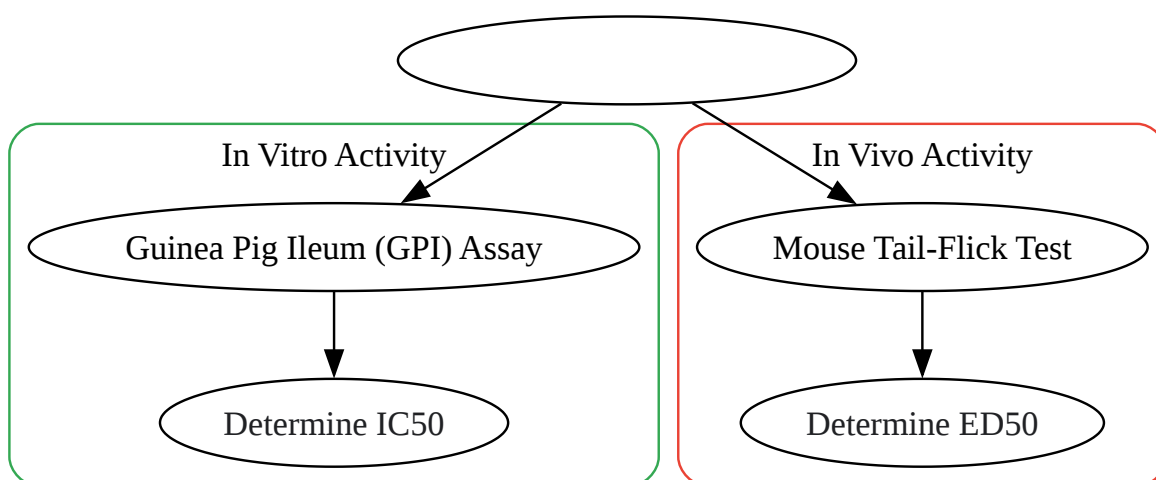 In Vitro Activity
In Vivo Activity
Guinea Pig Ileum (GPI) Assay
Mouse Tail-Flick Test
Determine IC50
Determine ED50